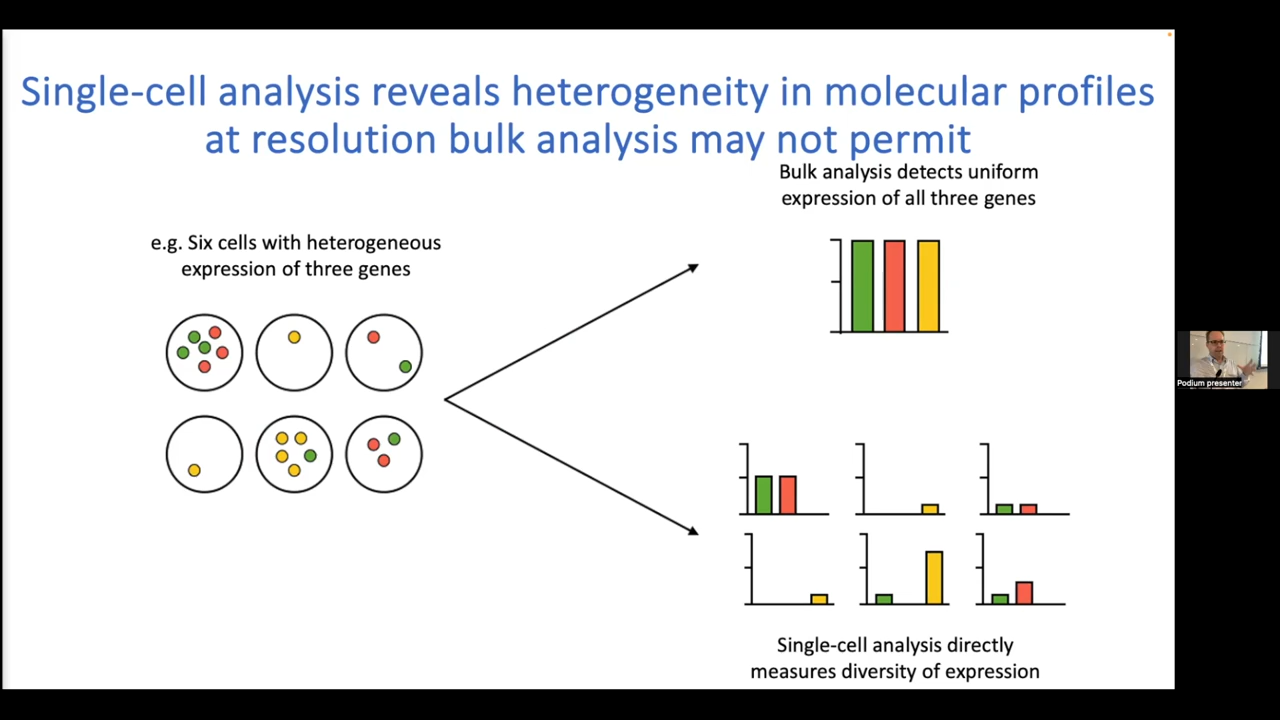 Single-cell analysis reveals heterogeneity in molecular profiles
at resolution bulk analysis may not permit
Bulk analysis detects uniform
expression of all three genes
e.g. Six cells with heterogeneous
expression of three genes
Single-cell analysis directly
measures diversity of expression
Podium presenter